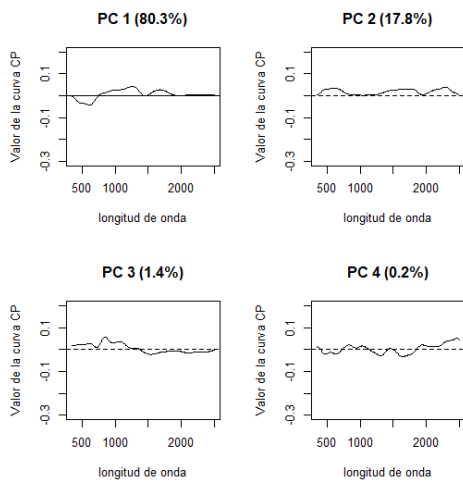 PC 1 (80.3%)
Valor de la curva CP
0.1
-0.1
-0.3
500 1000 2000
longitud de onda
PC 2 (17.8%)
Valor de la curva CP
0.1
-0.1
-0.3
500 1000 2000
longitud de onda
PC 3 (1.4%)
Valor de la curva CP
0.1
-0.1
-0.3
500 1000 2000
longitud de onda
PC 4 (0.2%)
Valor de la curva CP
0.1
-0.1
-0.3
500 1000 2000
longitud de onda